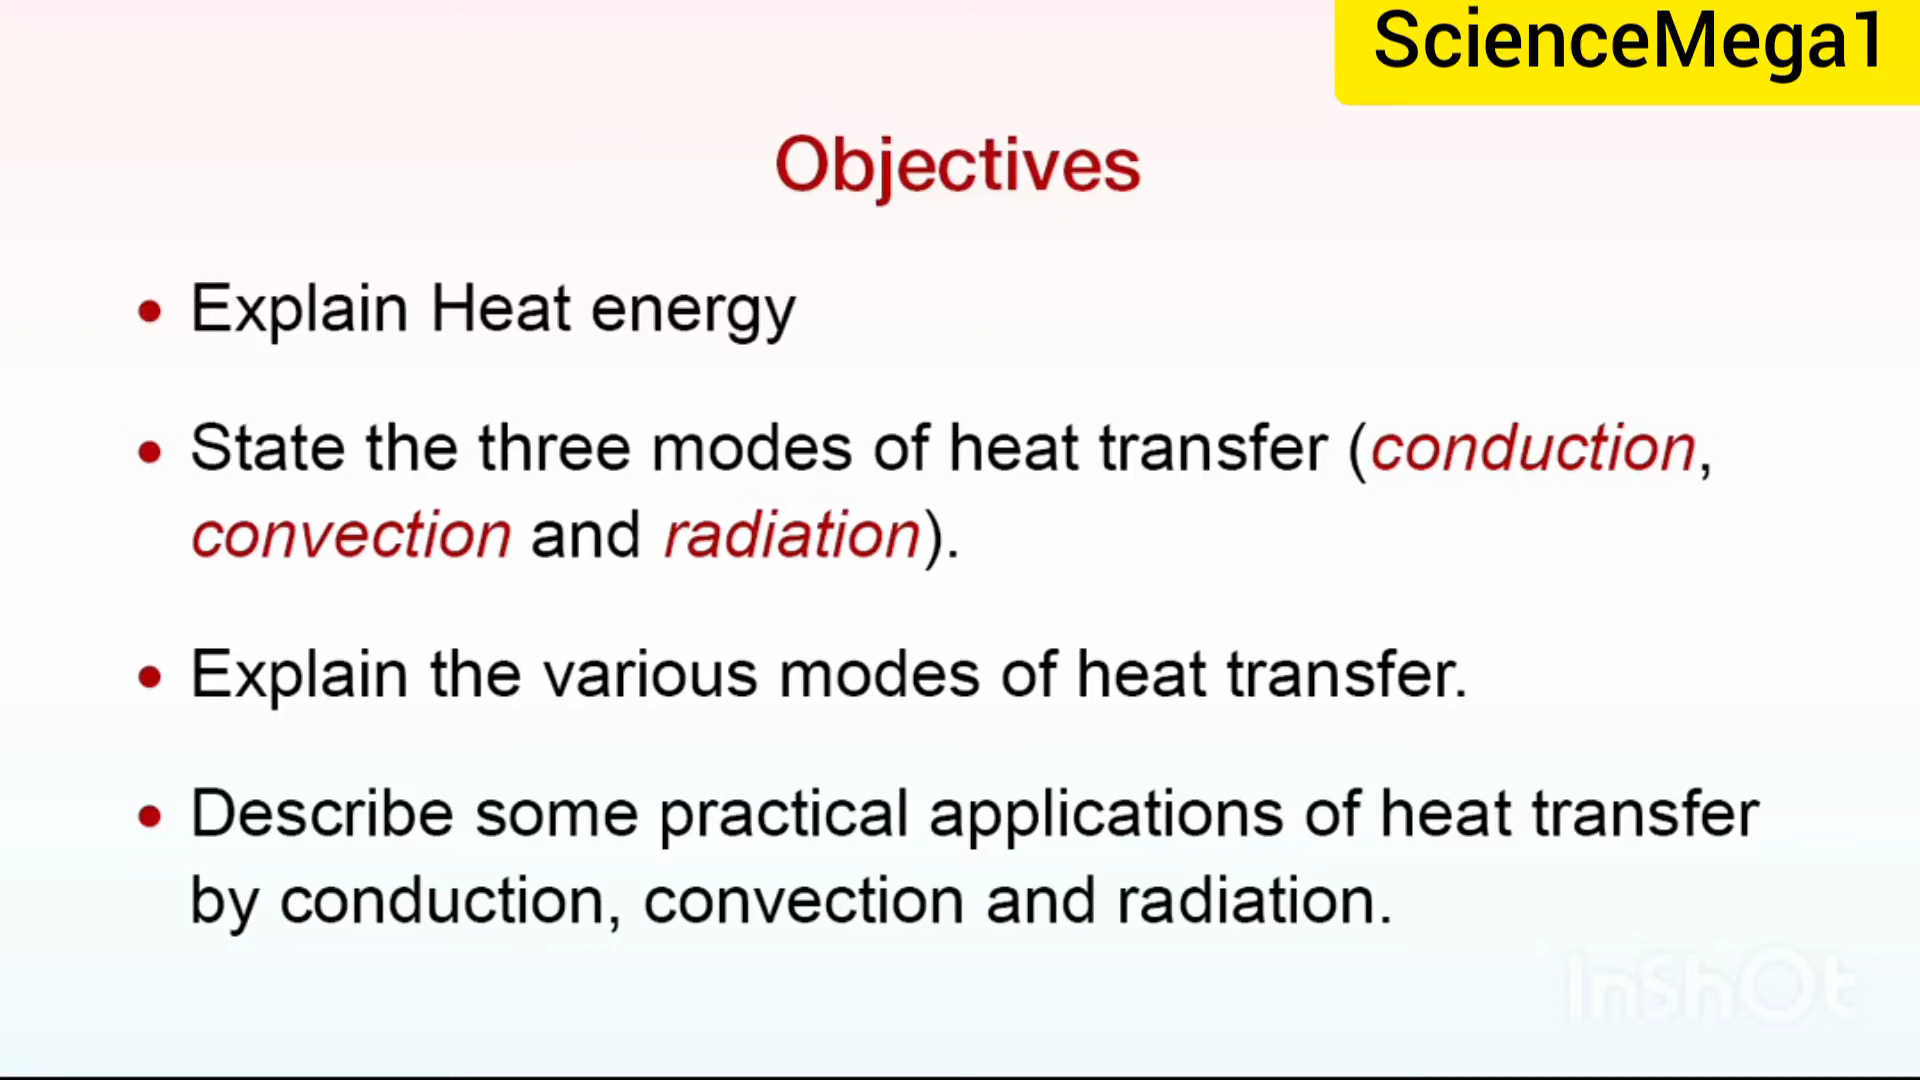 ScienceMega1
Objectives
• Explain Heat energy
• State the three modes of heat transfer (conduction,
convection and radiation).
• Explain the various modes of heat transfer.
• Describe some practical applications of heat transfer
by conduction, convection and radiation.
InShOt